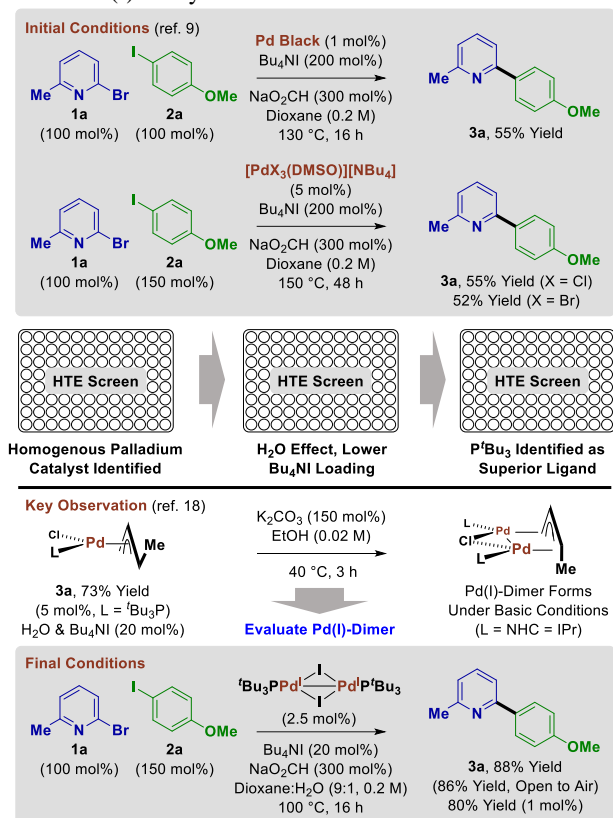 Initial Conditions (ref. 9)
Me
N
Br
1a
(100 mol%)
I
OMe
2a
(100 mol%)
Pd Black (1 mol%)
Bu4NI (200 mol%)
NaO2CH (300 mol%)
Dioxane (0.2 M)
130 °C, 16 h
Me
N
OMe
3a, 55% Yield
Me
N
Br
1a
(100 mol%)
I
OMe
2a
(150 mol%)
[PdX3(DMSO)][NBu4]
(5 mol%)
Bu4NI (200 mol%)
NaO2CH (300 mol%)
Dioxane (0.2 M)
150 °C, 48 h
Me
N
OMe
3a, 55% Yield (X = Cl)
52% Yield (X = Br)
HTE Screen
HTE Screen
HTE Screen
Homogenous Palladium
Catalyst Identified
H2O Effect, Lower
Bu4NI Loading
PtBu3 Identified as
Superior Ligand
Key Observation (ref. 18)
Cl
L
Pd
Me
3a, 73% Yield
(5 mol%, L = tBu3P)
H2O & Bu4NI (20 mol%)
K2CO3 (150 mol%)
EtOH (0.02 M)
40 °C, 3 h
Evaluate Pd(I)-Dimer
L
Pd
Cl
Pd
L
Me
Pd(I)-Dimer Forms
Under Basic Conditions
(L = NHC = IPr)
Final Conditions
Me
N
Br
1a
(100 mol%)
I
OMe
2a
(150 mol%)
I
tBu3PPdI PdIPtBu3
I
(2.5 mol%)
Bu4NI (20 mol%)
NaO2CH (300 mol%)
Dioxane:H2O (9:1, 0.2 M)
100 °C, 16 h
Me
N
OMe
3a, 88% Yield
(86% Yield, Open to Air)
80% Yield (1 mol%)